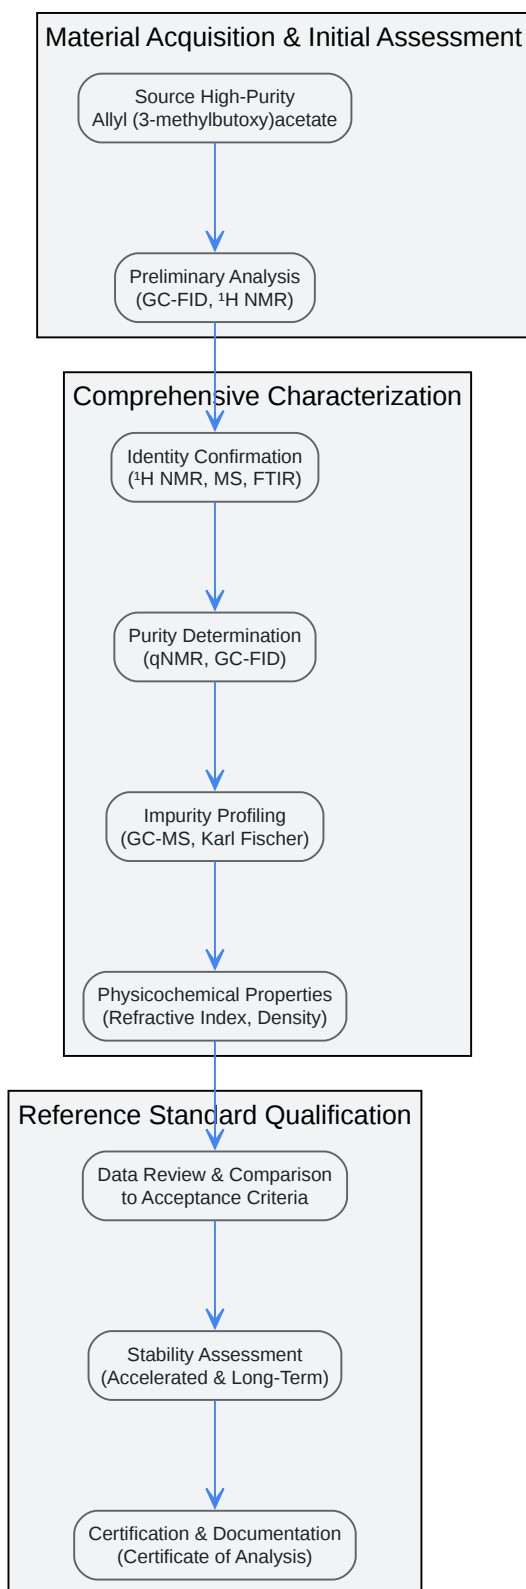 Material Acquisition & Initial Assessment
Source High-Purity
Allyl (3-methylbutoxy)acetate
Preliminary Analysis
(GC-FID, ¹H NMR)
Comprehensive Characterization
Identity Confirmation
(¹H NMR, MS, FTIR)
Purity Determination
(qNMR, GC-FID)
Impurity Profiling
(GC-MS, Karl Fischer)
Physicochemical Properties
(Refractive Index, Density)
Reference Standard Qualification
Data Review & Comparison
to Acceptance Criteria
Stability Assessment
(Accelerated & Long-Term)
Certification & Documentation
(Certificate of Analysis)